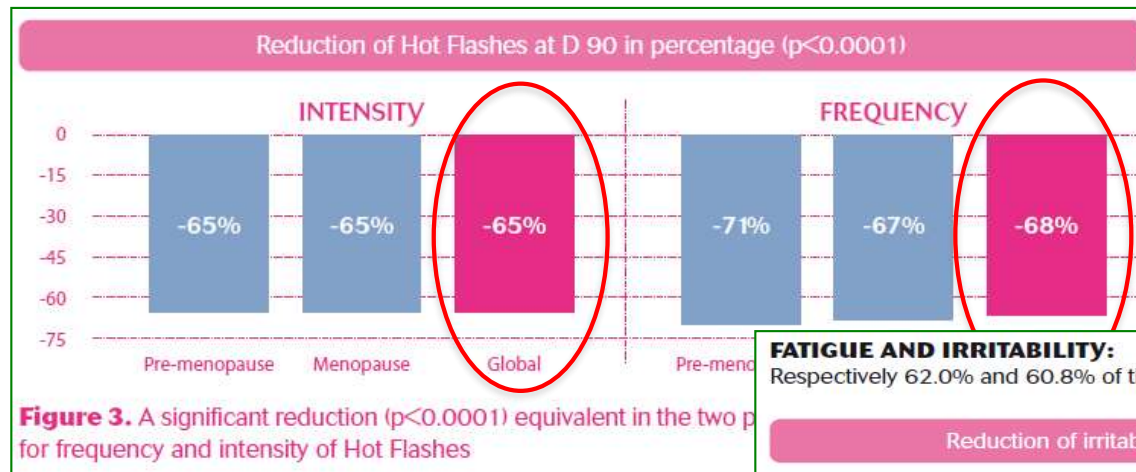 Reduction of Hot Flashes at D 90 in percentage (p<0.0001)
INTENSITY
FREQUENCY
0
-15
-30
-45
-60
-75
-65%
-65%
-65%
-71%
-67%
-68%
Pre-menopause
Menopause
Global
Pre-meno
Figure 3. A significant reduction (p<0.0001) equivalent in the two p
for frequency and intensity of Hot Flashes
FATIGUE AND IRRITABILITY:
Respectively 62.0% and 60.8% of t
Reduction of irritab